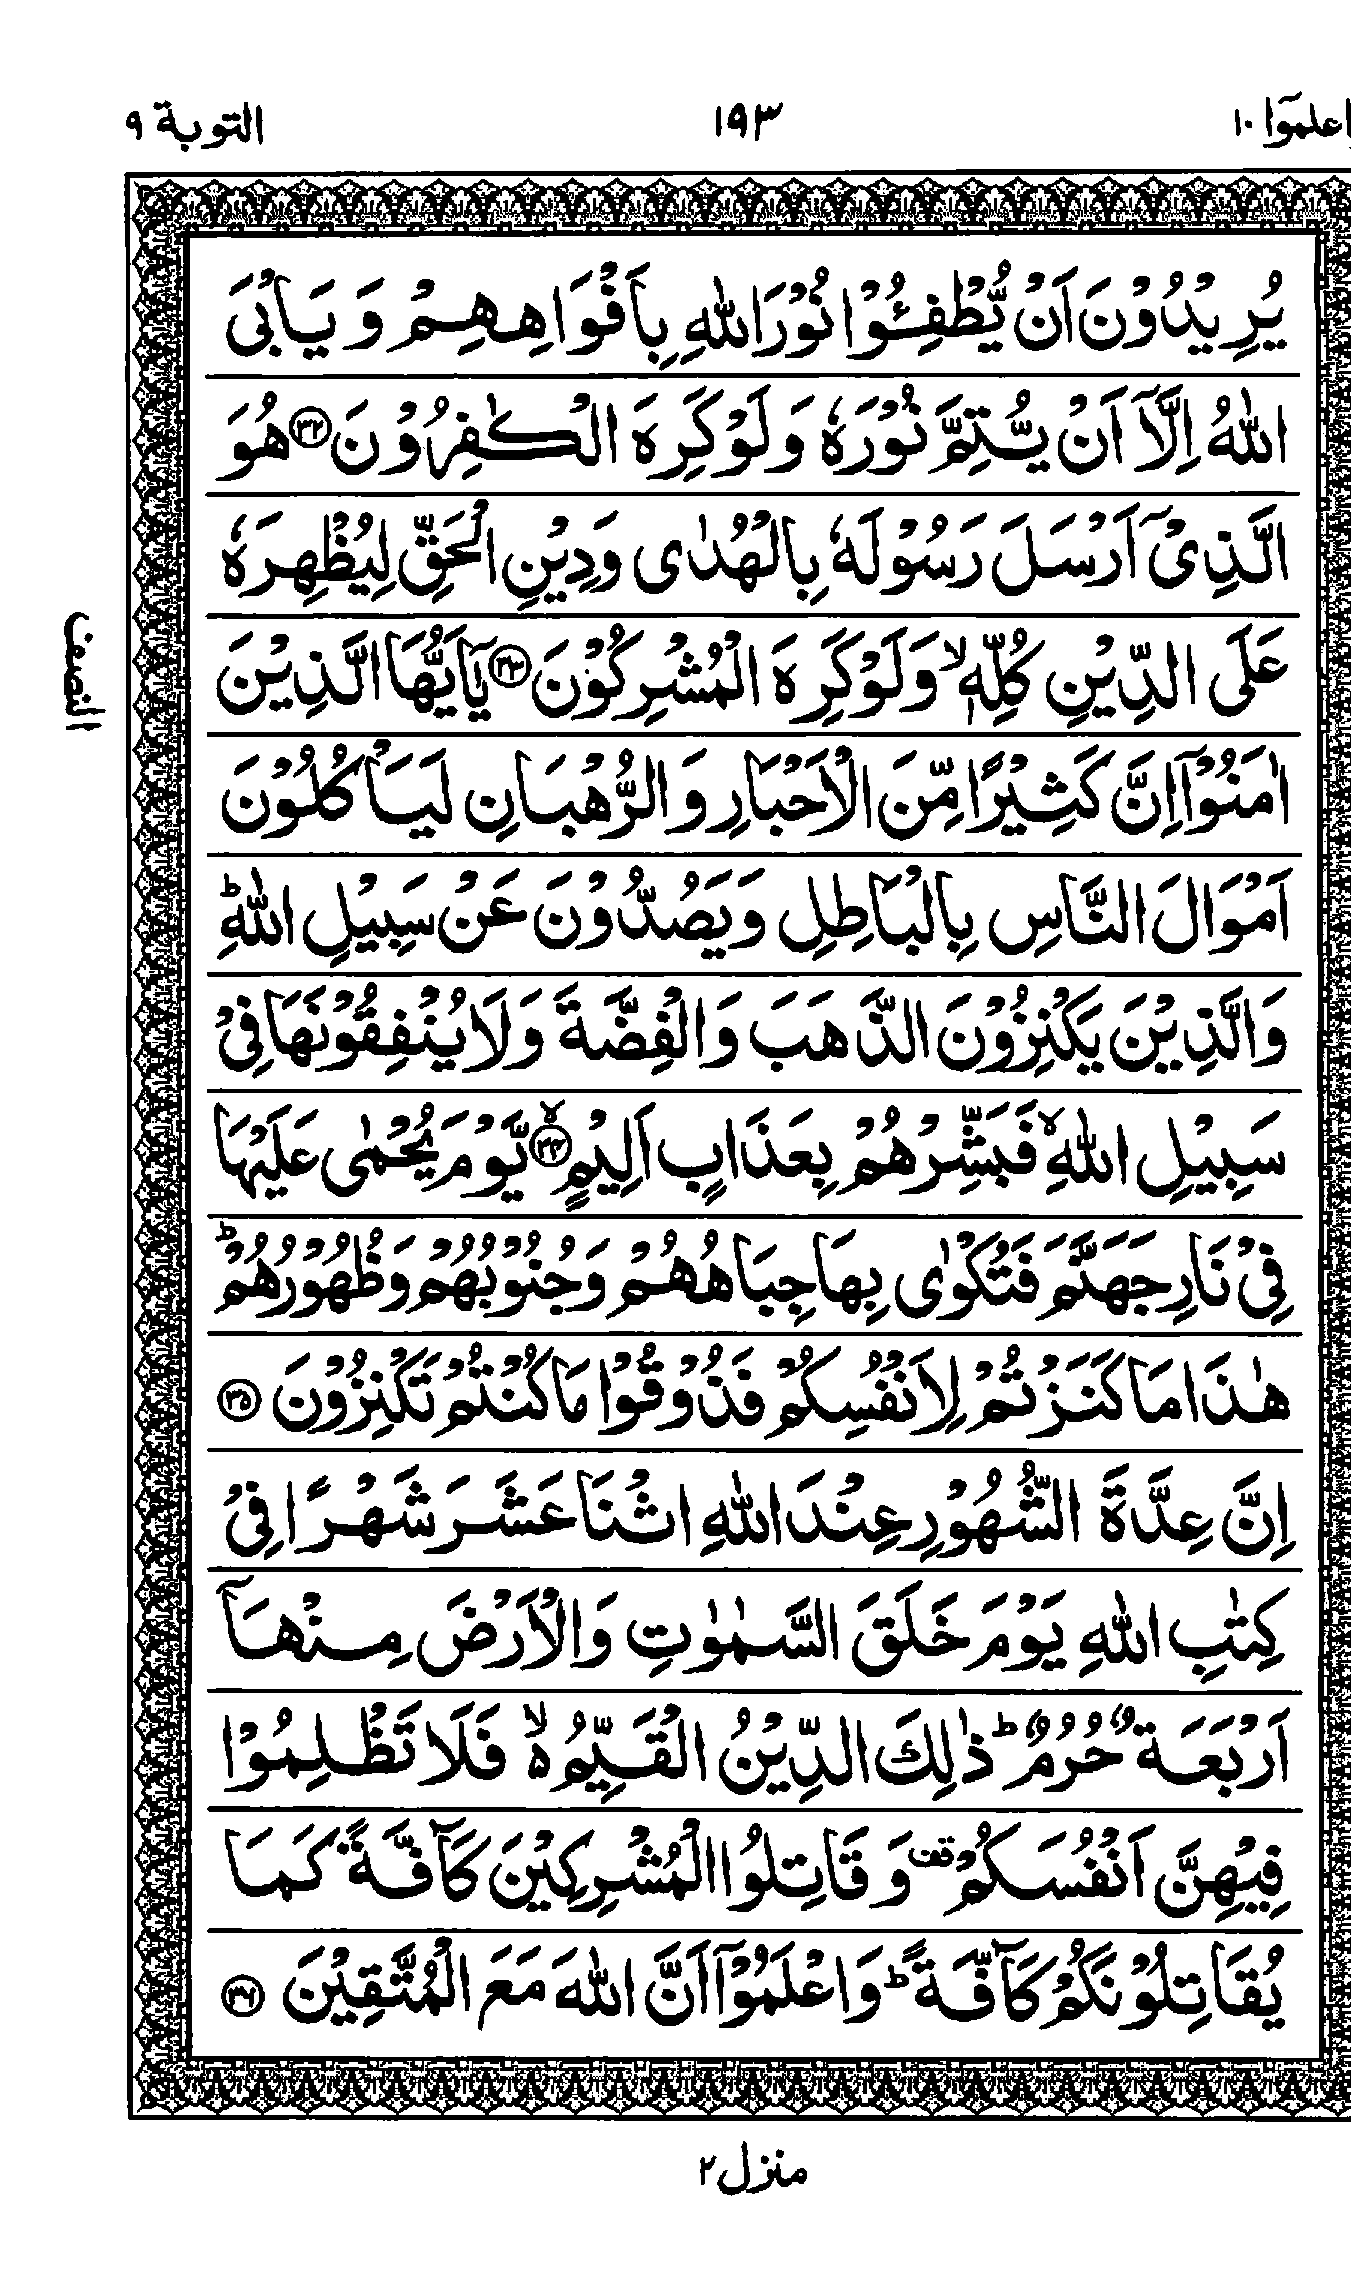 واعلموا ١٠
١٩٣
التوبة ٩
يُرِيْدُوْنَ اَنْ يُّطْفِـُٔوْا نُوْرَ اللّٰهِ بِاَفْوَاهِهِمْ وَ يَاْبَى
اللّٰهُ اِلَّاۤ اَنْ يُّتِمَّ نُوْرَهٗ وَ لَوْ كَرِهَ الْكٰفِرُوْنَ ﴿٣٢﴾ هُوَ
الَّذِىْۤ اَرْسَلَ رَسُوْلَهٗ بِالْهُدٰى وَدِيْنِ الْحَقِّ لِيُظْهِرَهٗ
عَلَى الدِّيْنِ كُلِّهٖ ۙ وَلَوْ كَرِهَ الْمُشْرِكُوْنَ ﴿٣٣﴾ يٰۤاَيُّهَا الَّذِيْنَ
اٰمَنُوْۤا اِنَّ كَثِيْرًا مِّنَ الْاَحْبَارِ وَ الرُّهْبَانِ لَيَاْكُلُوْنَ
اَمْوَالَ النَّاسِ بِالْبَاطِلِ وَيَصُدُّوْنَ عَنْ سَبِيْلِ اللّٰهِ ؕ
وَالَّذِيْنَ يَكْنِزُوْنَ الذَّهَبَ وَالْفِضَّةَ وَلَا يُنْفِقُوْنَهَا فِىْ
سَبِيْلِ اللّٰهِ ۙ فَبَشِّرْهُمْ بِعَذَابٍ اَلِيْمٍ ۙ﴿٣٤﴾ يَّوْمَ يُحْمٰى عَلَيْهَا
فِىْ نَارِ جَهَنَّمَ فَتُكْوٰى بِهَا جِبَاهُهُمْ وَجُنُوْبُهُمْ وَظُهُوْرُهُمْ ؕ
هٰذَا مَا كَنَزْتُمْ لِاَنْفُسِكُمْ فَذُوْقُوْا مَا كُنْتُمْ تَكْنِزُوْنَ ﴿٣٥﴾
اِنَّ عِدَّةَ الشُّهُوْرِ عِنْدَ اللّٰهِ اثْنَا عَشَرَ شَهْرًا فِىْ
كِتٰبِ اللّٰهِ يَوْمَ خَلَقَ السَّمٰوٰتِ وَالْاَرْضَ مِنْهَاۤ
اَرْبَعَةٌ حُرُمٌ ؕ ذٰلِكَ الدِّيْنُ الْقَيِّمُ ۙ٥ فَلَا تَظْلِمُوْا
فِيْهِنَّ اَنْفُسَكُمْ قف وَ قَاتِلُوا الْمُشْرِكِيْنَ كَآفَّةً كَمَا
يُقَاتِلُوْنَكُمْ كَآفَّةً ؕ وَاعْلَمُوْۤا اَنَّ اللّٰهَ مَعَ الْمُتَّقِيْنَ ﴿٣٦﴾
النصف
منزل ٢